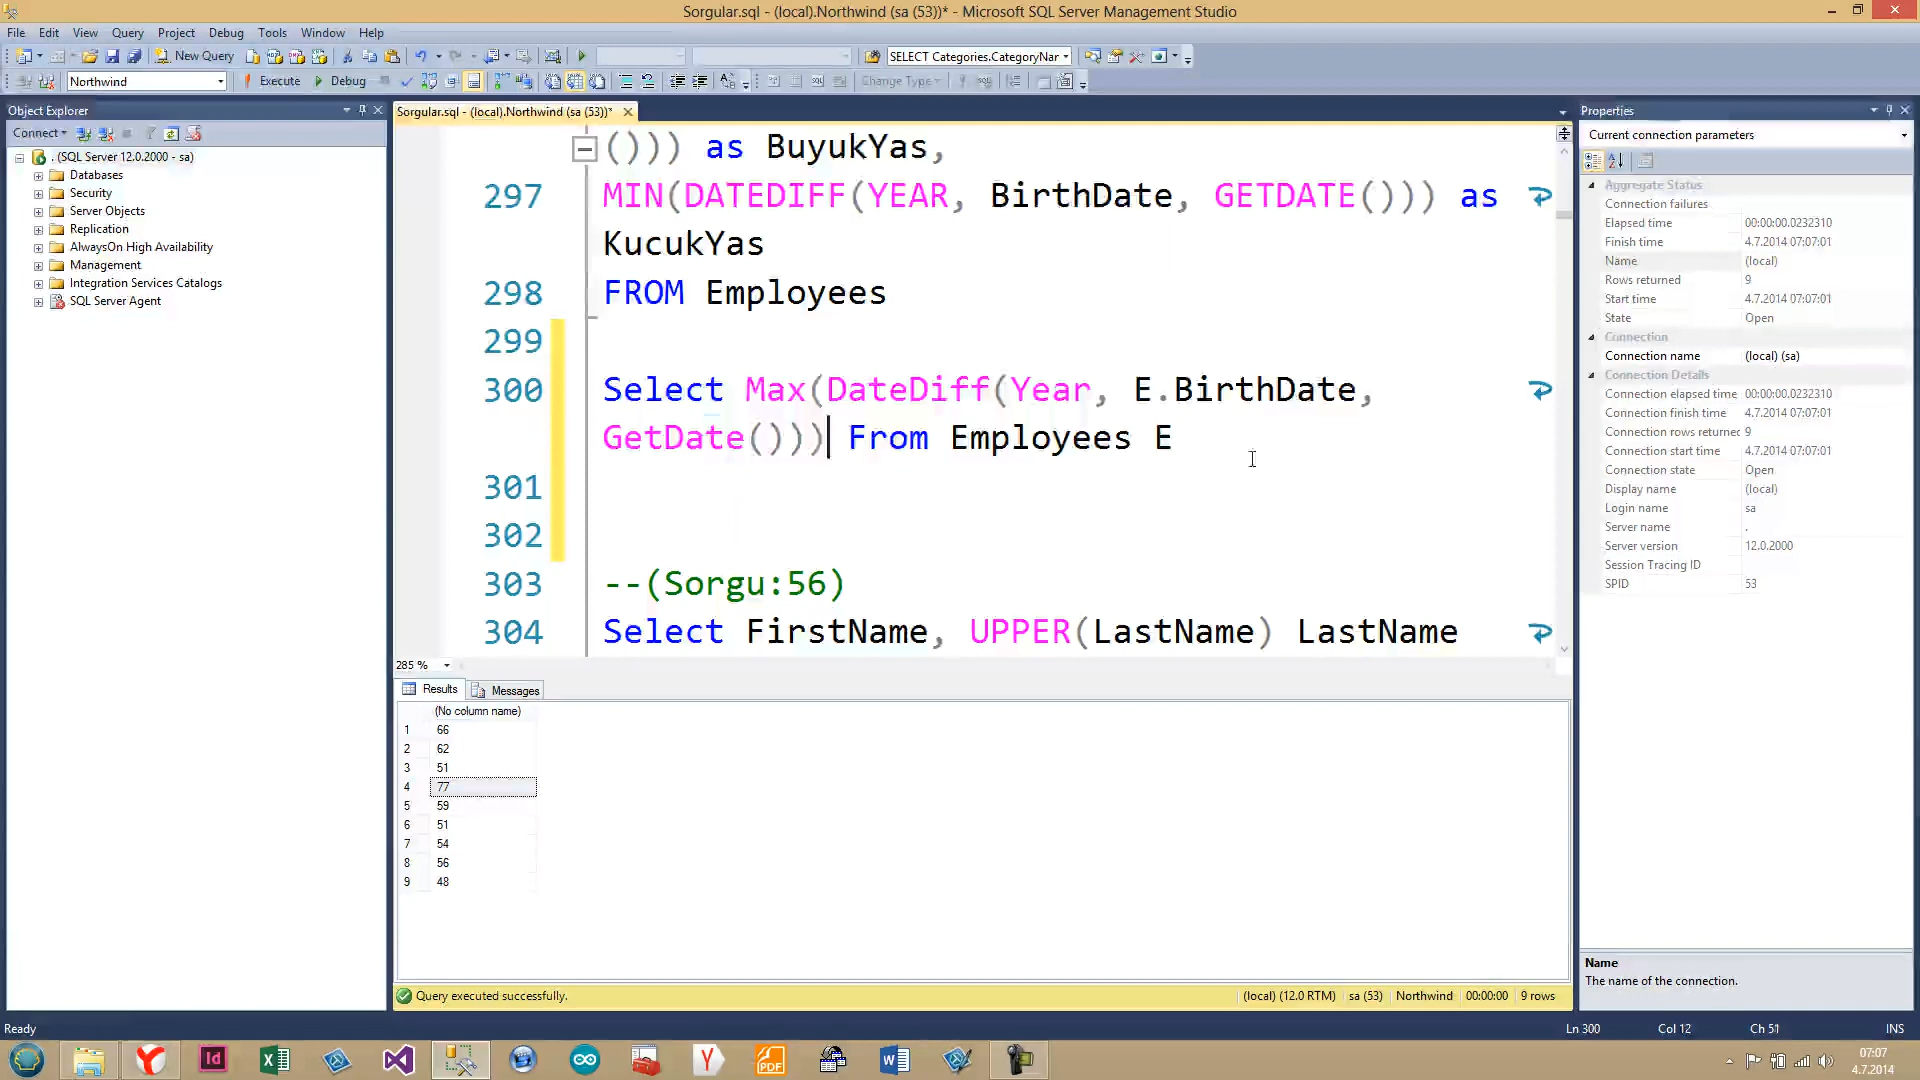 Sorgular.sql - (local).Northwind (sa (53))* - Microsoft SQL Server Management Studio
File Edit View Query Project Debug Tools Window Help
New Query SELECT Categories.CategoryNar
Northwind Execute Debug Change Type
Object Explorer
Connect
. (SQL Server 12.0.2000 - sa)
Databases
Security
Server Objects
Replication
AlwaysOn High Availability
Management
Integration Services Catalogs
SQL Server Agent
Sorgular.sql - (local).Northwind (sa (53))*
())) as BuyukYas,
297 MIN(DATEDIFF(YEAR, BirthDate, GETDATE())) as
KucukYas
298 FROM Employees
299
300 Select Max(DateDiff(Year, E.BirthDate,
GetDate())) From Employees E
301
302
303 --(Sorgu:56)
304 Select FirstName, UPPER(LastName) LastName
285 %
Results Messages
(No column name)
1 66
2 62
3 51
4 77
5 59
6 51
7 54
8 56
9 48
Query executed successfully. (local) (12.0 RTM) sa (53) Northwind 00:00:00 9 rows
Properties
Current connection parameters
Aggregate Status
Connection failures
Elapsed time 00:00:00.0232310
Finish time 4.7.2014 07:07:01
Name (local)
Rows returned 9
Start time 4.7.2014 07:07:01
State Open
Connection
Connection name (local) (sa)
Connection Details
Connection elapsed time 00:00:00.0232310
Connection finish time 4.7.2014 07:07:01
Connection rows returned 9
Connection start time 4.7.2014 07:07:01
Connection state Open
Display name (local)
Login name sa
Server name .
Server version 12.0.2000
Session Tracing ID
SPID 53
Name
The name of the connection.
Ready Ln 300 Col 12 Ch 51 INS
07:07
4.7.2014